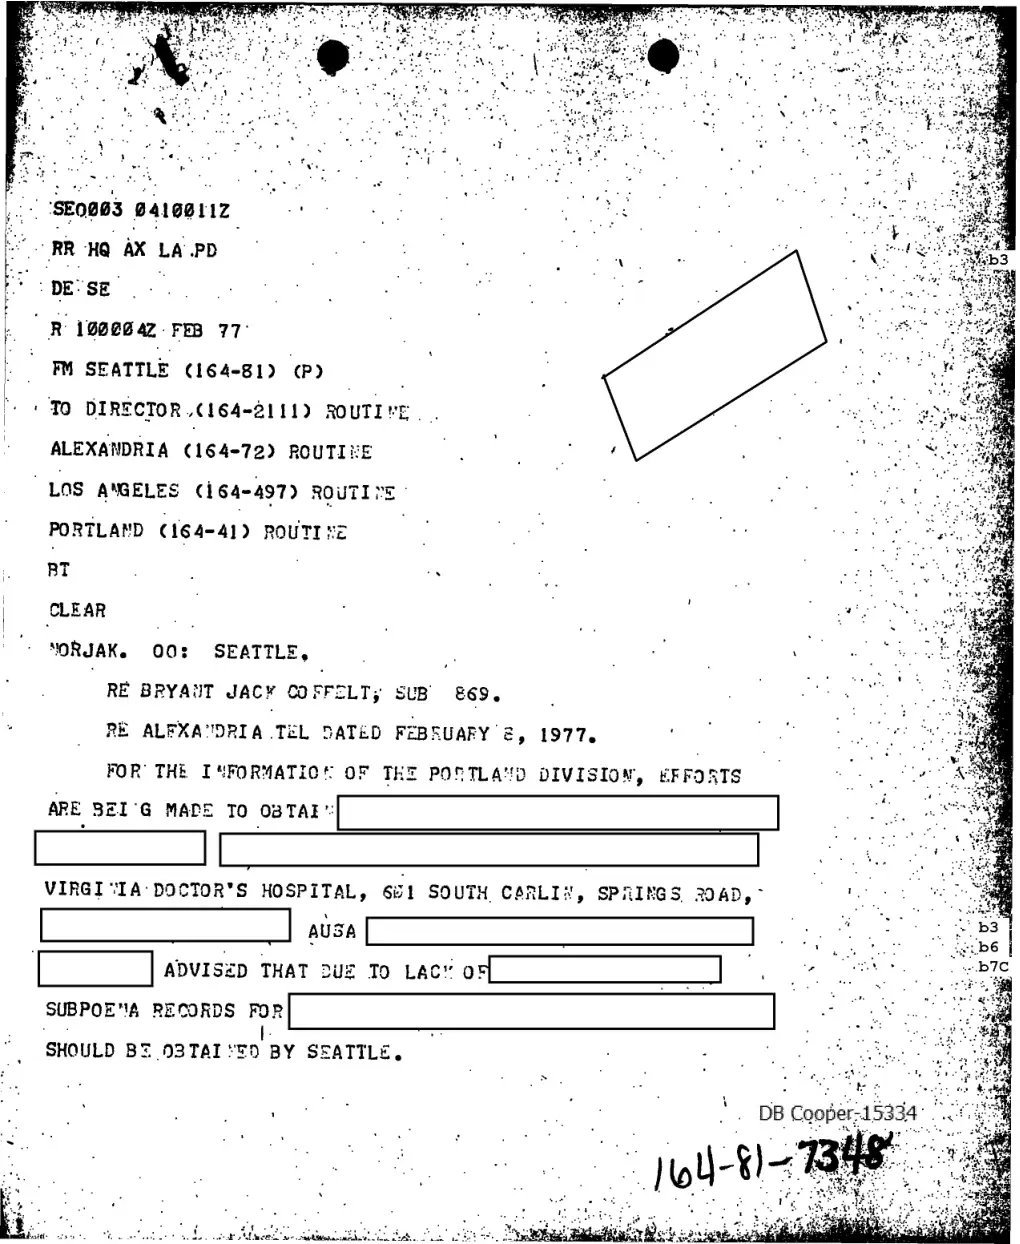 SE0003 0410011Z
RR HQ AX LA PD
DE SE
R 100004Z FEB 77
FM SEATTLE (164-81) (P)
TO DIRECTOR (164-2111) ROUTINE
ALEXANDRIA (164-72) ROUTINE
LOS ANGELES (164-497) ROUTINE
PORTLAND (164-41) ROUTINE
BT
CLEAR
NORJAK. OO: SEATTLE.
RE BRYANT JACK COFFELT; SUB 869.
RE ALEXANDRIA TEL DATED FEBRUARY 8, 1977.
FOR THE INFORMATION OF THE PORTLAND DIVISION, EFFORTS
ARE BEING MADE TO OBTAIN
VIRGINIA DOCTOR'S HOSPITAL, SOUTH CARLIN, SPRINGS ROAD,
AUSA
ADVISED THAT DUE TO LACK OF
SUBPOENA RECORDS FOR
SHOULD BE OBTAINED BY SEATTLE.
b3
b3
b6
b7C
DB Cooper-15334
164-81-7348